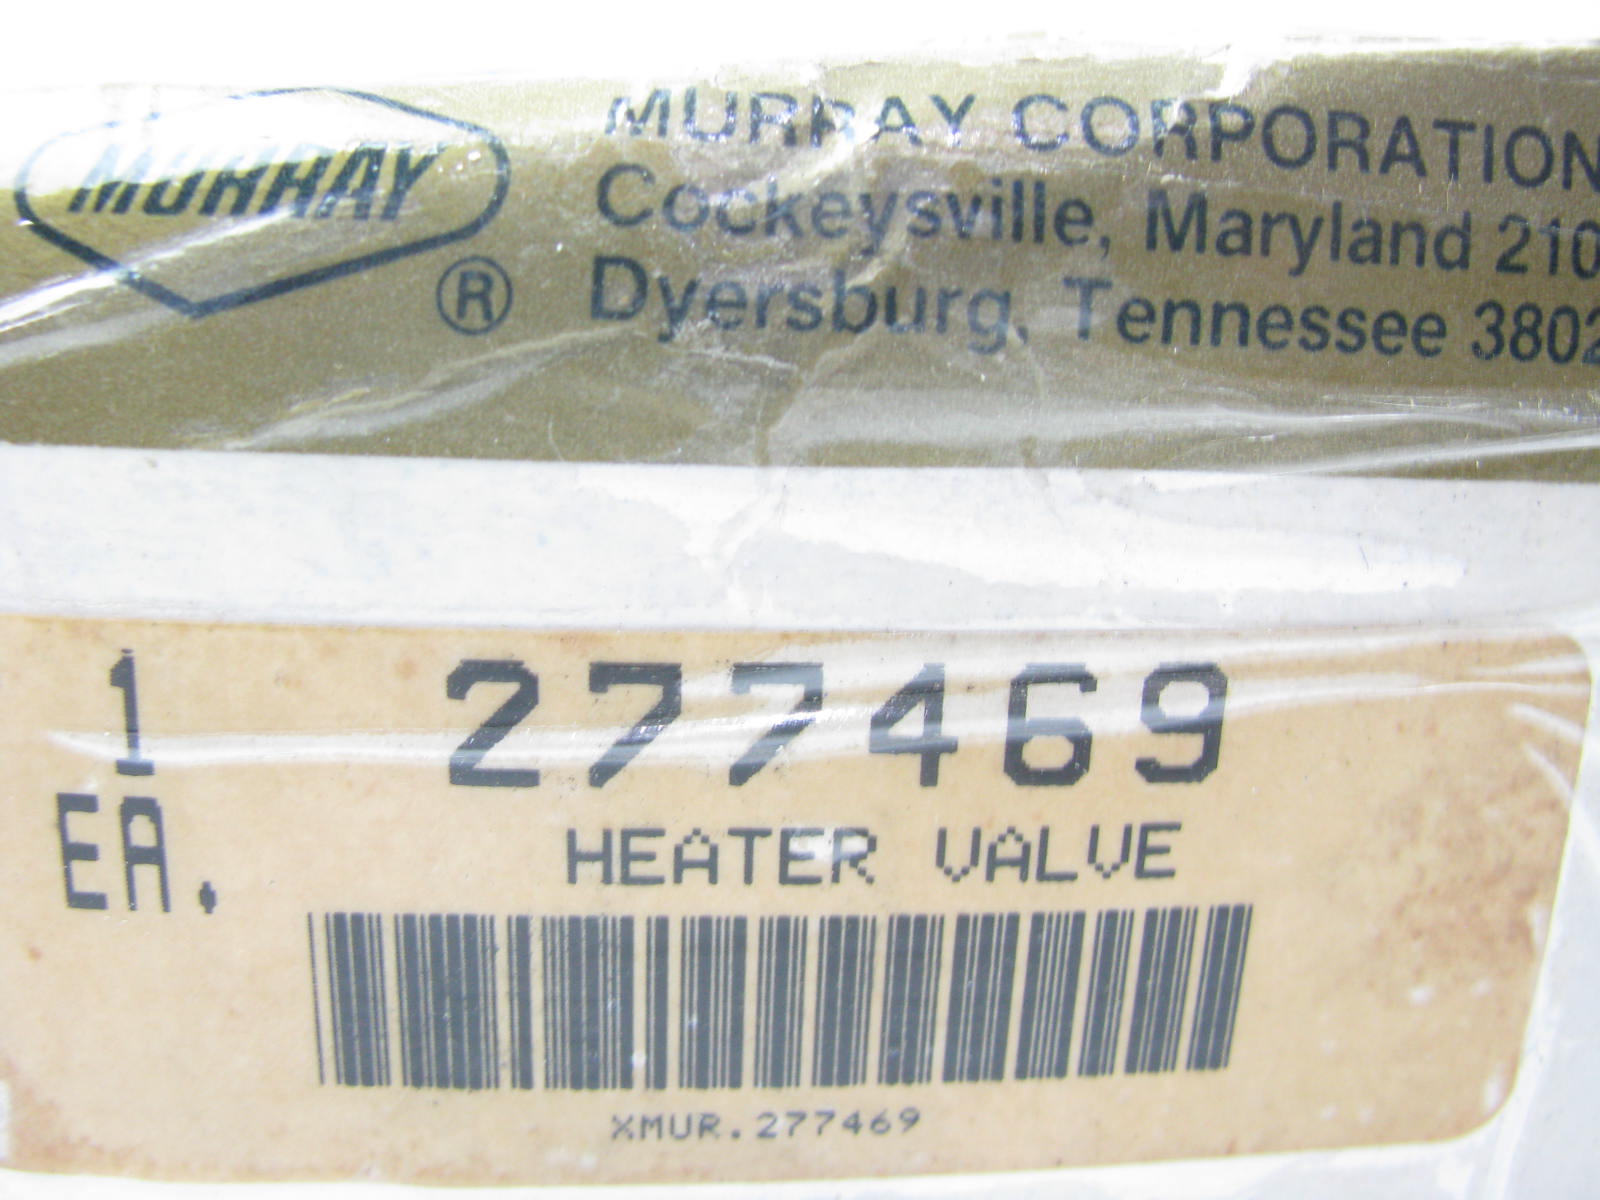 MURRAY
®
MURRAY CORPORATION
Cockeysville, Maryland 210
Dyersburg, Tennessee 3802
1
EA.
277469
HEATER VALVE
XMUR.277469